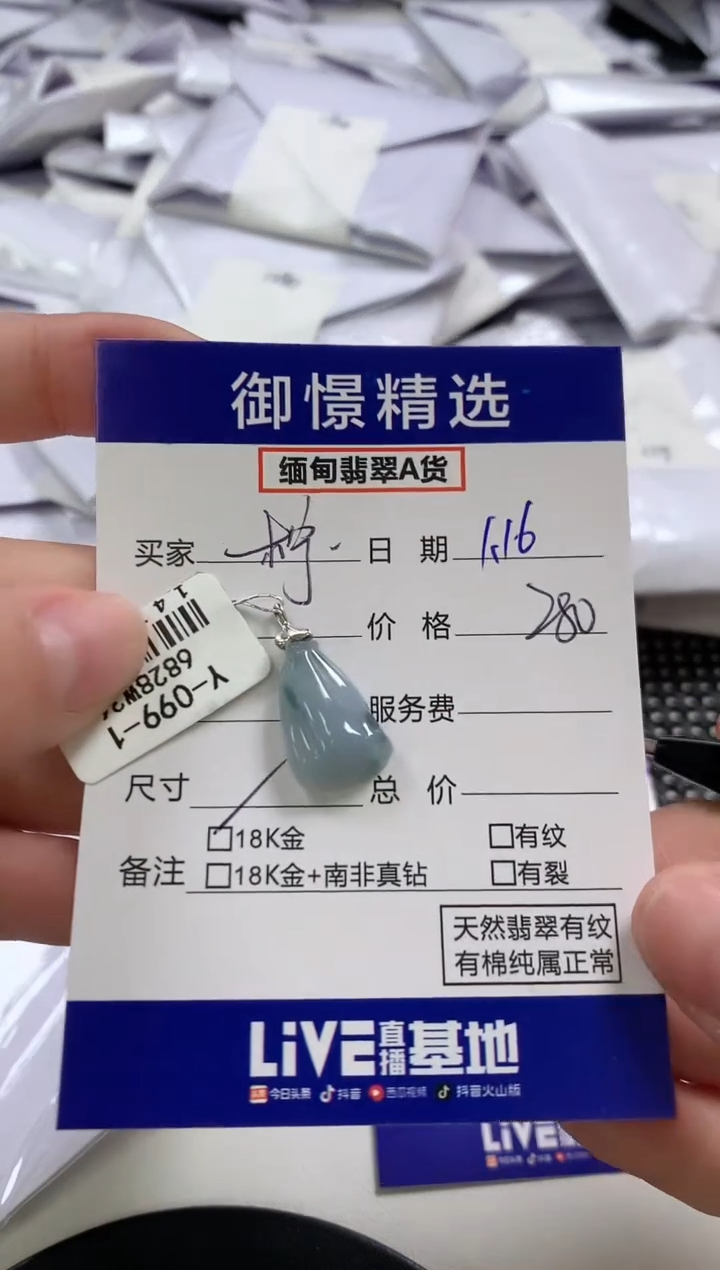 御憬精选
缅甸翡翠A货
买家 日 期 1.16
价 格 280
服务费
尺寸 总 价
备注 □18K金 □有纹
□18K金+南非真钻 □有裂
天然翡翠有纹
有棉纯属正常
LiVE直播基地
今日头条 抖音 西瓜视频 抖音火山版
Y-099-1
LiVE